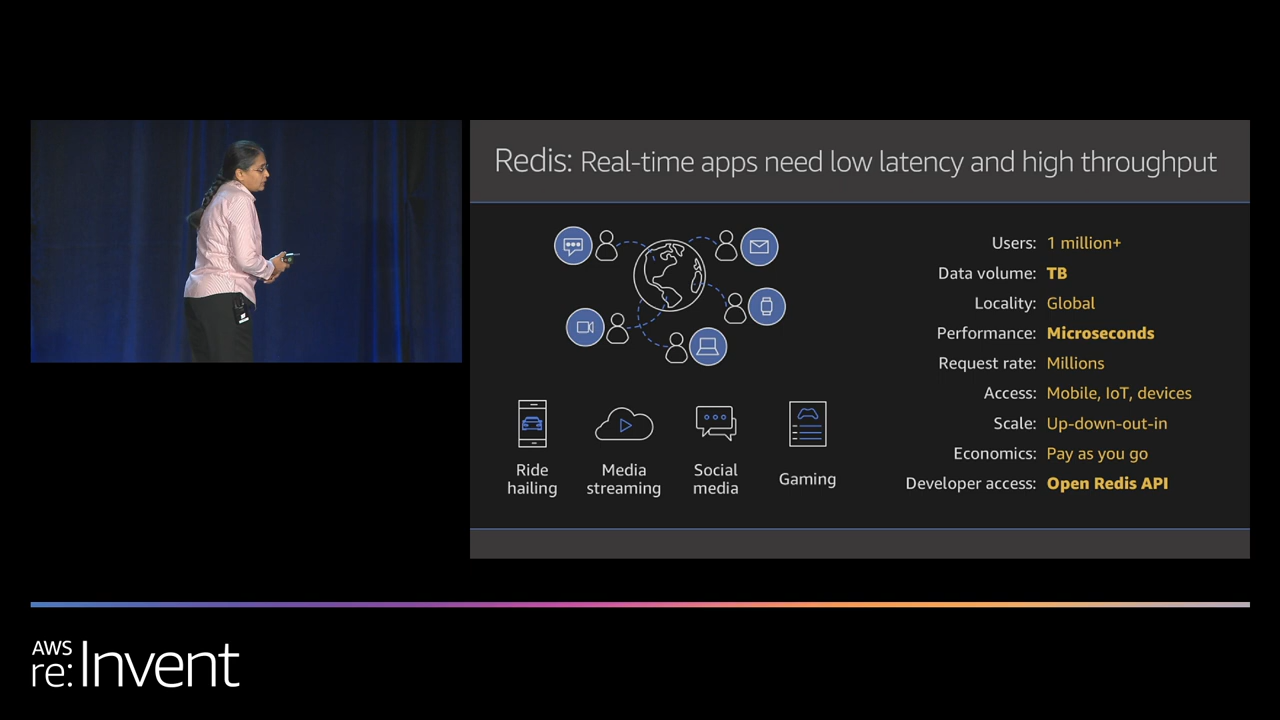 Redis: Real-time apps need low latency and high throughput
Users: 1 million+
Data volume: TB
Locality: Global
Performance: Microseconds
Request rate: Millions
Access: Mobile, IoT, devices
Scale: Up-down-out-in
Economics: Pay as you go
Developer access: Open Redis API
Ride
hailing
Media
streaming
Social
media
Gaming
AWS
re:Invent